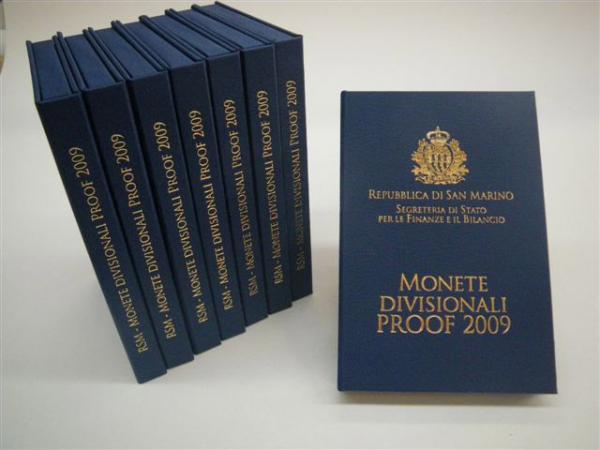 RSM - MONETE DIVISIONALI PROOF 2009
RSM - MONETE DIVISIONALI PROOF 2009
RSM - MONETE DIVISIONALI PROOF 2009
RSM - MONETE DIVISIONALI PROOF 2009
RSM - MONETE DIVISIONALI PROOF 2009
RSM - MONETE DIVISIONALI PROOF 2009
RSM - MONETE DIVISIONALI PROOF 2009
REPUBBLICA DI SAN MARINO
SEGRETERIA DI STATO
PER LE FINANZE E IL BILANCIO
MONETE
DIVISIONALI
PROOF 2009